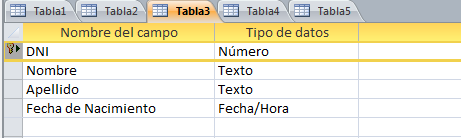 Tabla1 Tabla2 Tabla3 Tabla4 Tabla5
Nombre del campo Tipo de datos
DNI Número
Nombre Texto
Apellido Texto
Fecha de Nacimiento Fecha/Hora